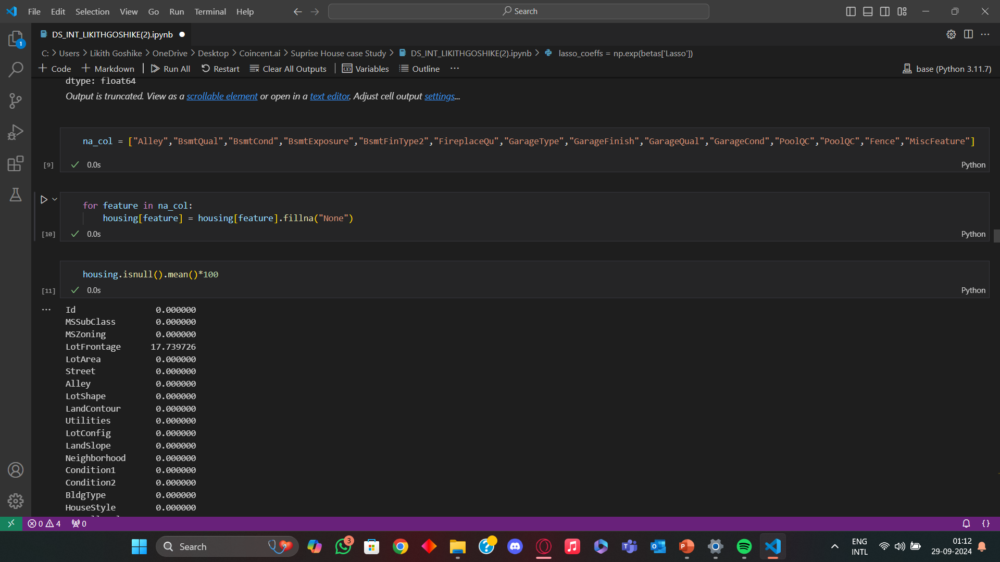 File Edit Selection View Go Run Terminal Help
Search
DS_INT_LIKITHGOSHIKE(2).ipynb
1
C: > Users > Likith Goshike > OneDrive > Desktop > Coincent.ai > Suprise House case Study > DS_INT_LIKITHGOSHIKE(2).ipynb > lasso_coeffs = np.exp(betas['Lasso'])
+ Code + Markdown | Run All Restart Clear All Outputs | Variables Outline ...
base (Python 3.11.7)
dtype: float64
Output is truncated. View as a scrollable element or open in a text editor. Adjust cell output settings...
na_col = ["Alley","BsmtQual","BsmtCond","BsmtExposure","BsmtFinType2","FireplaceQu","GarageType","GarageFinish","GarageQual","GarageCond","PoolQC","PoolQC","Fence","MiscFeature"]
[9] 0.0s Python
for feature in na_col:
housing[feature] = housing[feature].fillna("None")
[10] 0.0s Python
housing.isnull().mean()*100
[11] 0.0s Python
... Id 0.000000
MSSubClass 0.000000
MSZoning 0.000000
LotFrontage 17.739726
LotArea 0.000000
Street 0.000000
Alley 0.000000
LotShape 0.000000
LandContour 0.000000
Utilities 0.000000
LotConfig 0.000000
LandSlope 0.000000
Neighborhood 0.000000
Condition1 0.000000
Condition2 0.000000
BldgType 0.000000
HouseStyle 0.000000
0 4 0 {}
Search
3
ENG
INTL
01:12
29-09-2024